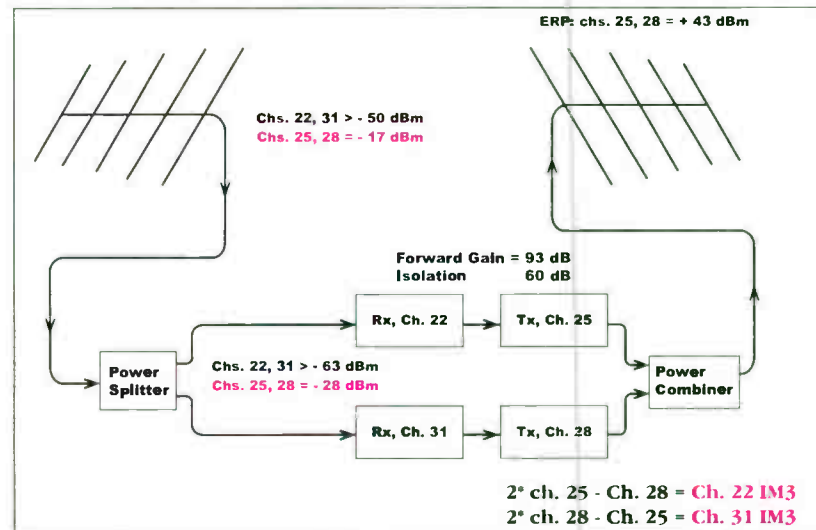 ERP: chs. 25, 28 = + 43 dBm
Chs. 22, 31 > - 50 dBm
Chs. 25, 28 = - 17 dBm
Forward Gain = 93 dB
Isolation 60 dB
Rx, Ch. 22
Tx, Ch. 25
Power
Splitter
Chs. 22, 31 > - 63 dBm
Chs. 25, 28 = - 28 dBm
Power
Combiner
Rx, Ch. 31
Tx, Ch. 28
2* ch. 25 - Ch. 28 = Ch. 22 IM3
2* ch. 28 - Ch. 25 = Ch. 31 IM3